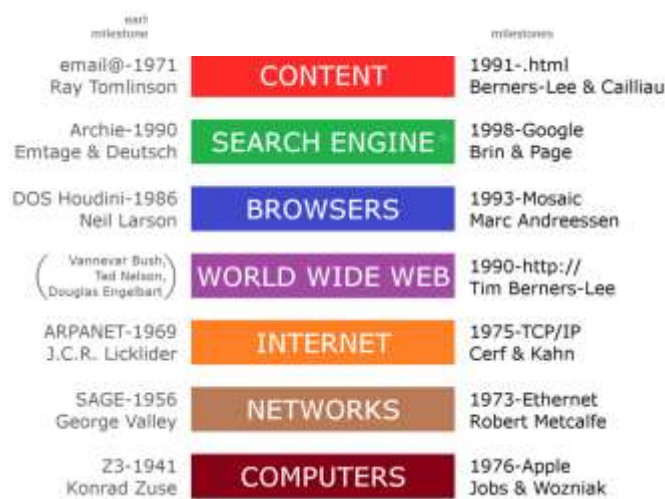 early
milestone
milestones
email@-1971
Ray Tomlinson
CONTENT
1991-.html
Berners-Lee & Cailliau
Archie-1990
Emtage & Deutsch
SEARCH ENGINE
1998-Google
Brin & Page
DOS Houdini-1986
Neil Larson
BROWSERS
1993-Mosaic
Marc Andreessen
(Vannevar Bush,
Ted Nelson,
Douglas Engelbart)
WORLD WIDE WEB
1990-http://
Tim Berners-Lee
ARPANET-1969
J.C.R. Licklider
INTERNET
1975-TCP/IP
Cerf & Kahn
SAGE-1956
George Valley
NETWORKS
1973-Ethernet
Robert Metcalfe
Z3-1941
Konrad Zuse
COMPUTERS
1976-Apple
Jobs & Wozniak